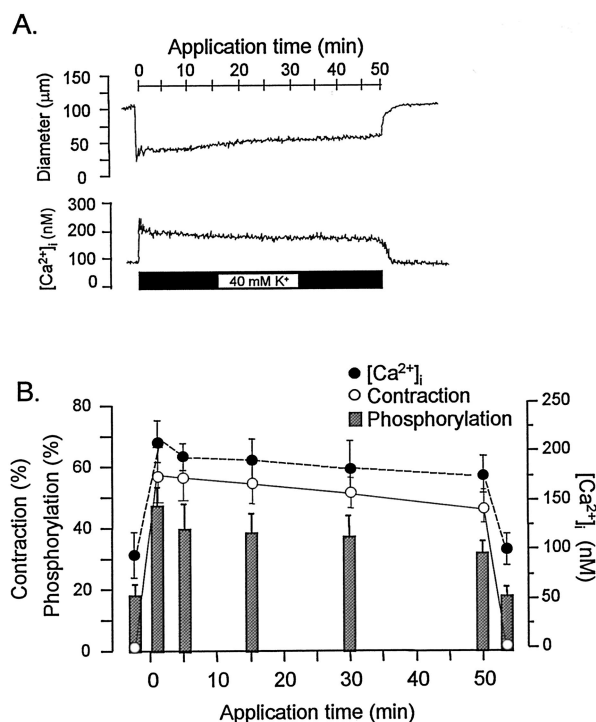 A.
Application time (min)
0 10 20 30 40 50
150
100
50
0
Diameter (μm)
300
200
100
0
[Ca²⁺]ᵢ (nM)
40 mM K⁺
B.
[Ca²⁺]ᵢ
Contraction
Phosphorylation
80
60
40
20
0
Contraction (%)
Phosphorylation (%)
250
200
150
100
50
0
[Ca²⁺]ᵢ (nM)
0 10 20 30 40 50
Application time (min)